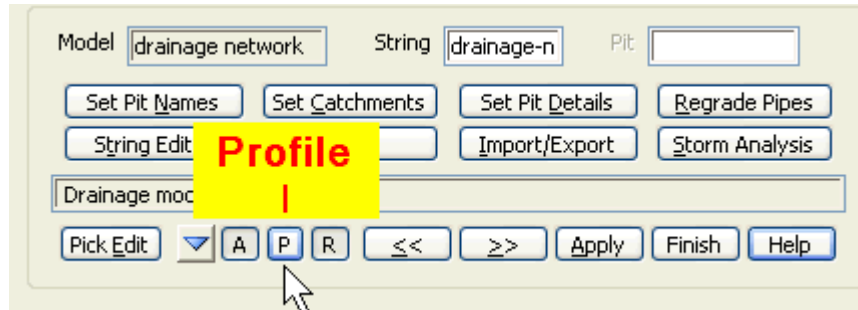 Model drainage network String drainage-n Pit
Set Pit Names Set Catchments Set Pit Details Regrade Pipes
String Edit Import/Export Storm Analysis
Profile
Drainage
Pick Edit A P R << >> Apply Finish Help